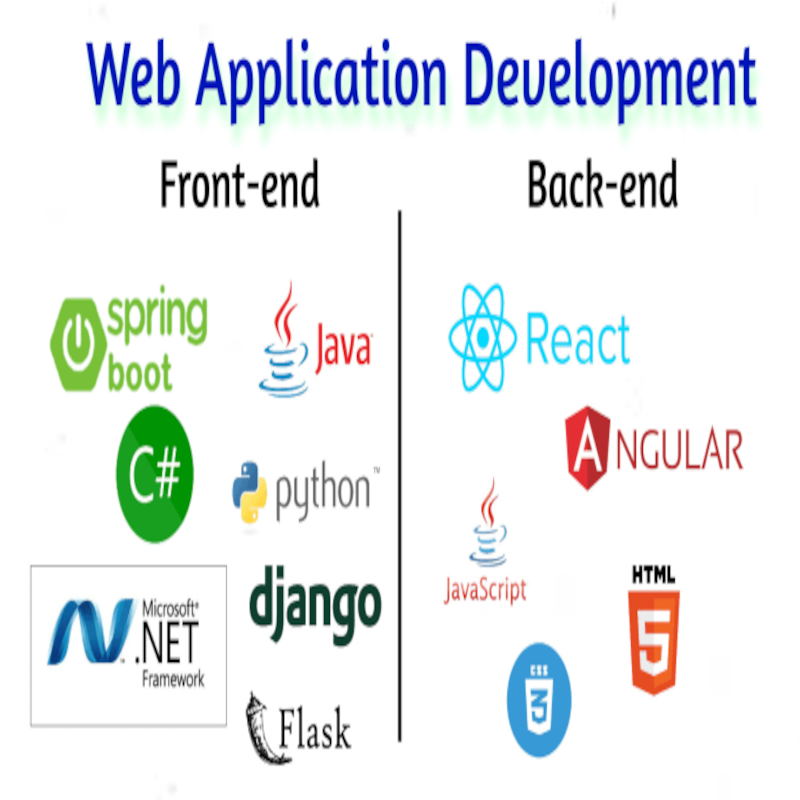 Web Application Development
Front-end
Back-end
spring
boot
Java
C#
python™
Microsoft®
.NET
Framework
django
Flask
React
ANGULAR
JavaScript
HTML
5
CSS
3